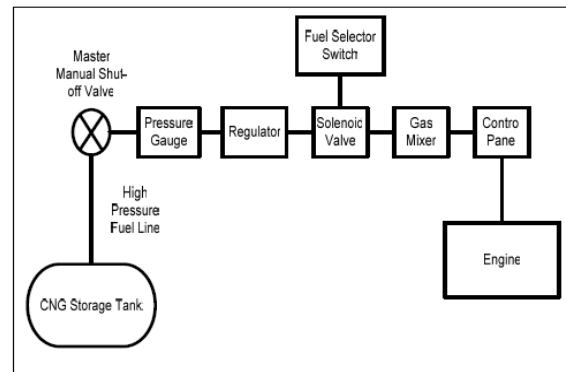 Fuel Selector
Switch
Master
Manual Shut-
off Valve
Pressure
Gauge
Regulator
Solenoid
Valve
Gas
Mixer
Contro
Pane
High
Pressure
Fuel Line
Engine
CNG Storage Tank